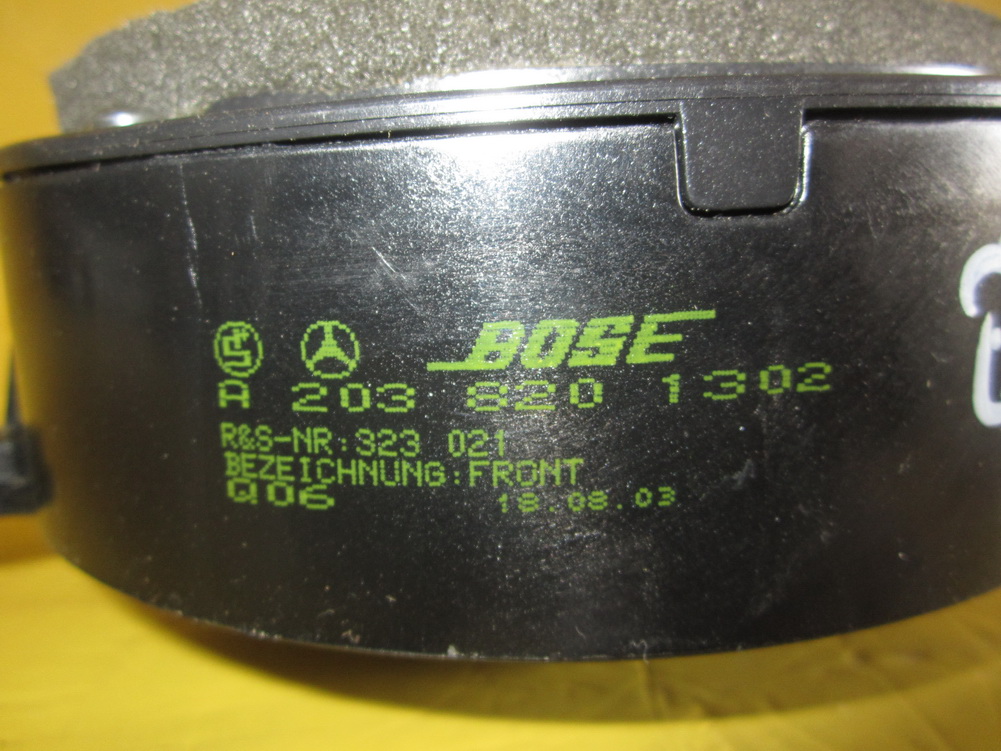 BOSE
A 203 820 1302
R&S-NR:323 021
BEZEICHNUNG:FRONT
Q06 18.08.03